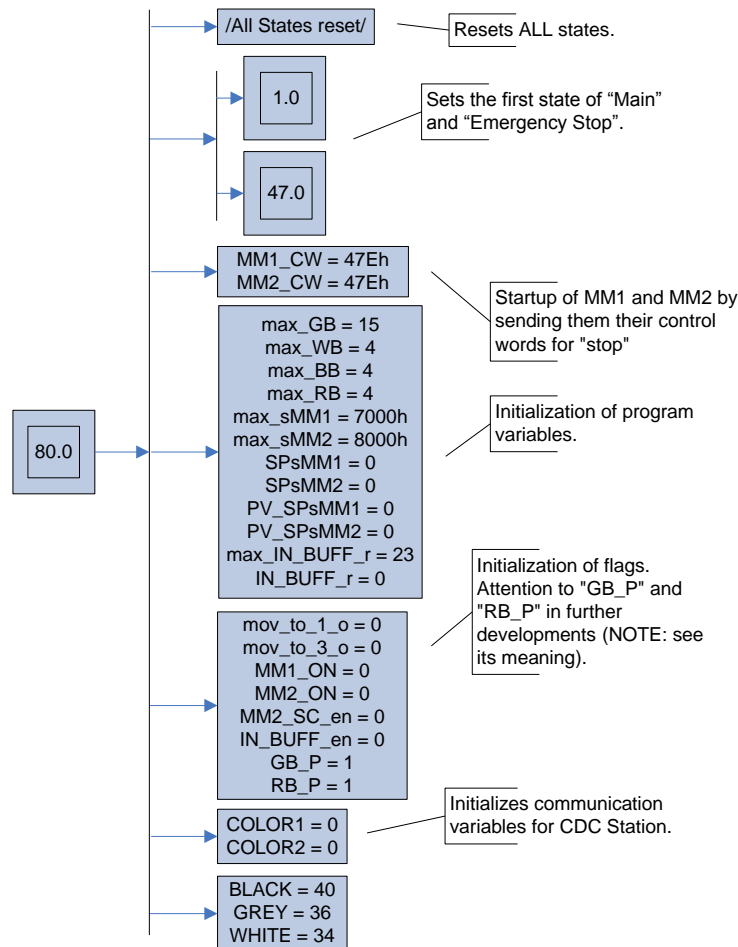 /All States reset/
Resets ALL states.
1.0
Sets the first state of “Main”
and “Emergency Stop”.
47.0
MM1_CW = 47Eh
MM2_CW = 47Eh
Startup of MM1 and MM2 by
sending them their control
words for "stop"
80.0
max_GB = 15
max_WB = 4
max_BB = 4
max_RB = 4
max_sMM1 = 7000h
max_sMM2 = 8000h
SPsMM1 = 0
SPsMM2 = 0
PV_SPsMM1 = 0
PV_SPsMM2 = 0
max_IN_BUFF_r = 23
IN_BUFF_r = 0
Initialization of program
variables.
mov_to_1_o = 0
mov_to_3_o = 0
MM1_ON = 0
MM2_ON = 0
MM2_SC_en = 0
IN_BUFF_en = 0
GB_P = 1
RB_P = 1
Initialization of flags.
Attention to "GB_P" and
"RB_P" in further
developments (NOTE: see
its meaning).
COLOR1 = 0
COLOR2 = 0
Initializes communication
variables for CDC Station.
BLACK = 40
GREY = 36
WHITE = 34